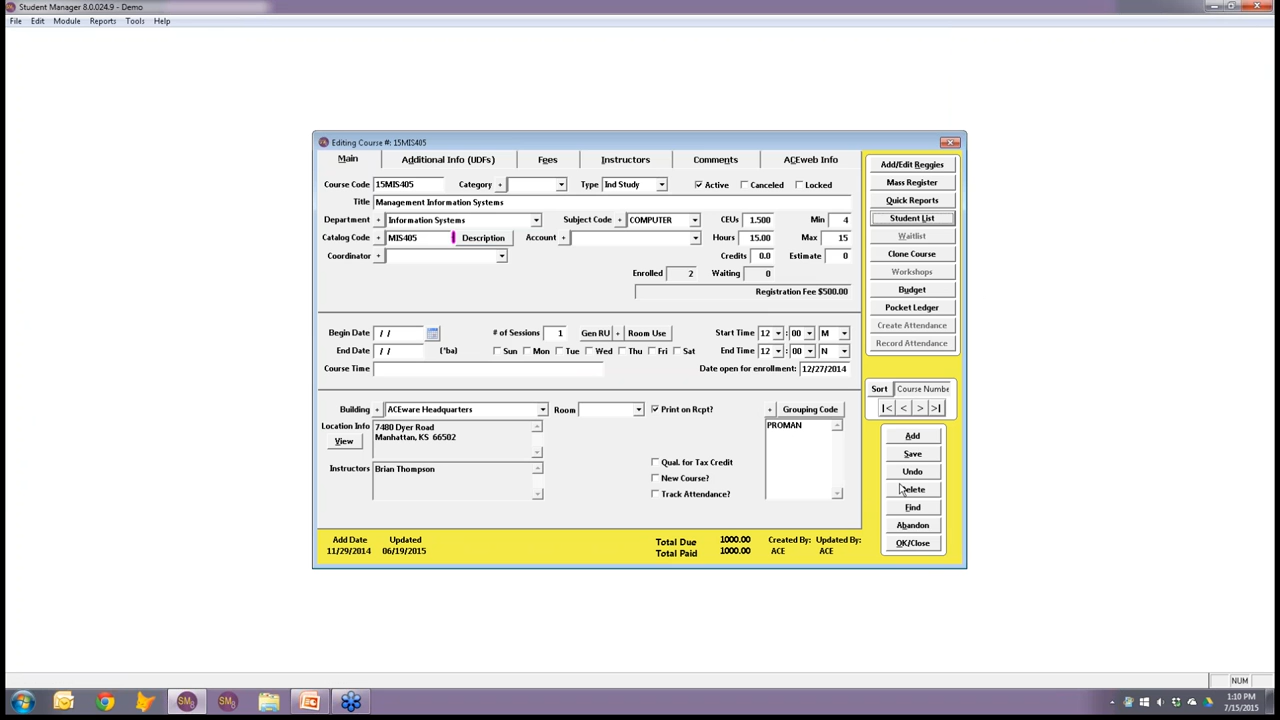 Student Manager 8.0.024.9 - Demo
File Edit Module Reports Tools Help
Editing Course #: 15MIS405
Main Additional Info (UDFs) Fees Instructors Comments ACEweb Info
Course Code 15MIS405 Category + Type Ind Study Active Canceled Locked
Title Management Information Systems
Department + Information Systems Subject Code + COMPUTER CEUs 1.500 Min 4
Catalog Code + MIS405 Description Account + Hours 15.00 Max 15
Coordinator + Credits 0.0 Estimate 0
Enrolled 2 Waiting 0
Registration Fee $500.00
Begin Date / / # of Sessions 1 Gen RU + Room Use Start Time 12 : 00 M
End Date / / (*ba) Sun Mon Tue Wed Thu Fri Sat End Time 12 : 00 N
Course Time Date open for enrollment: 12/27/2014
Building + ACEware Headquarters Room Print on Rcpt? + Grouping Code
Location Info 7480 Dyer Road PROMAN
View Manhattan, KS 66502
Instructors Brian Thompson
Qual. for Tax Credit
New Course?
Track Attendance?
Add Date Updated Total Due 1000.00 Created By: Updated By:
11/29/2014 06/19/2015 Total Paid 1000.00 ACE ACE
Add/Edit Reggies
Mass Register
Quick Reports
Student List
Waitlist
Clone Course
Workshops
Budget
Pocket Ledger
Create Attendance
Record Attendance
Sort Course Numbe
|< < > >|
Add
Save
Undo
Delete
Find
Abandon
OK/Close
NUM
1:10 PM
7/15/2015